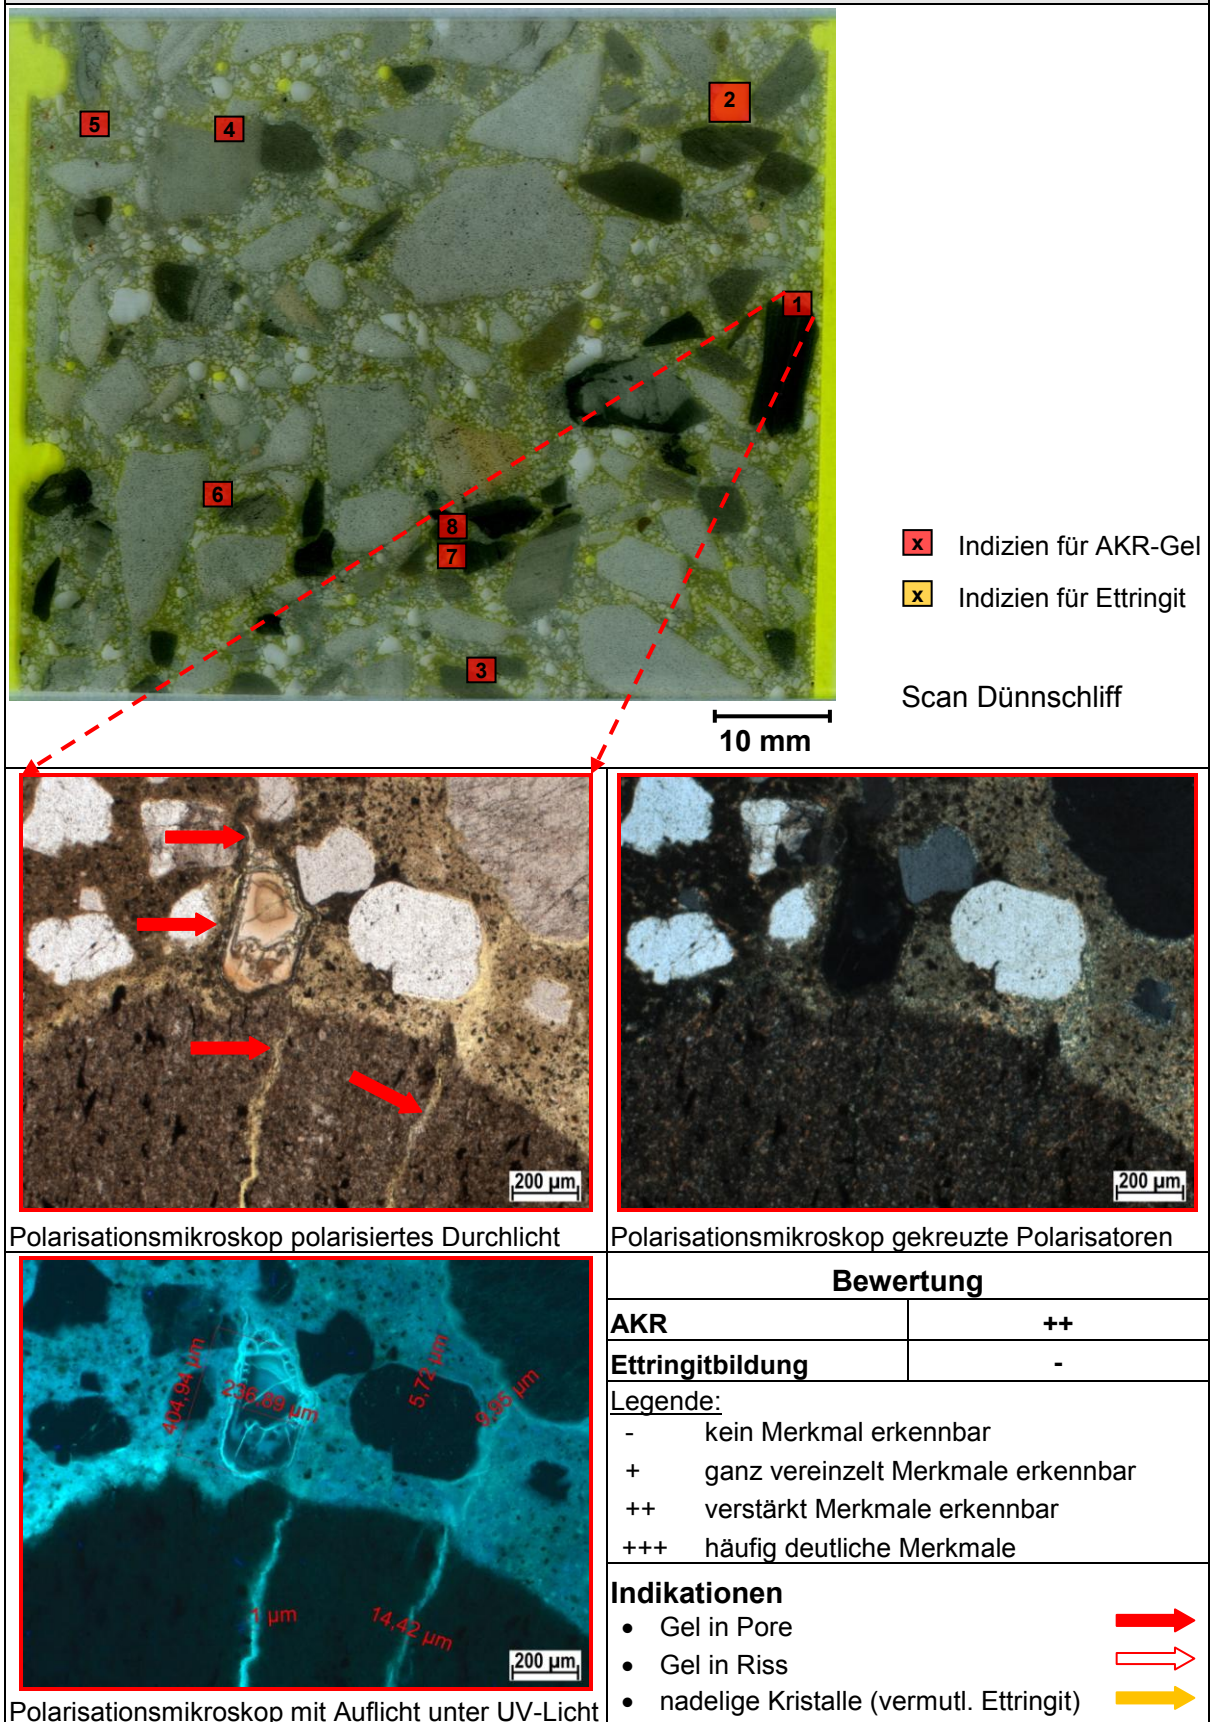 2
5
4
1
6
8
7
3
x Indizien für AKR-Gel
x Indizien für Ettringit
Scan Dünnschliff
10 mm
200 µm
Polarisationsmikroskop polarisiertes Durchlicht
200 µm
Polarisationsmikroskop gekreuzte Polarisatoren
404,94 µm
236,89 µm
5,72 µm
9,95 µm
1 µm
14,42 µm
200 µm
Polarisationsmikroskop mit Auflicht unter UV-Licht
Bewertung
AKR ++
Ettringitbildung -
Legende:
- kein Merkmal erkennbar
+ ganz vereinzelt Merkmale erkennbar
++ verstärkt Merkmale erkennbar
+++ häufig deutliche Merkmale
Indikationen
• Gel in Pore
• Gel in Riss
• nadelige Kristalle (vermutl. Ettringit)